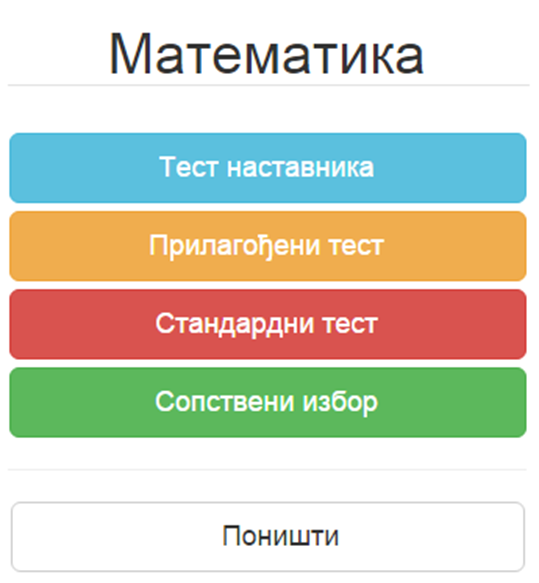 Математика
Тест наставника
Прилагођени тест
Стандардни тест
Сопствени избор
Поништи